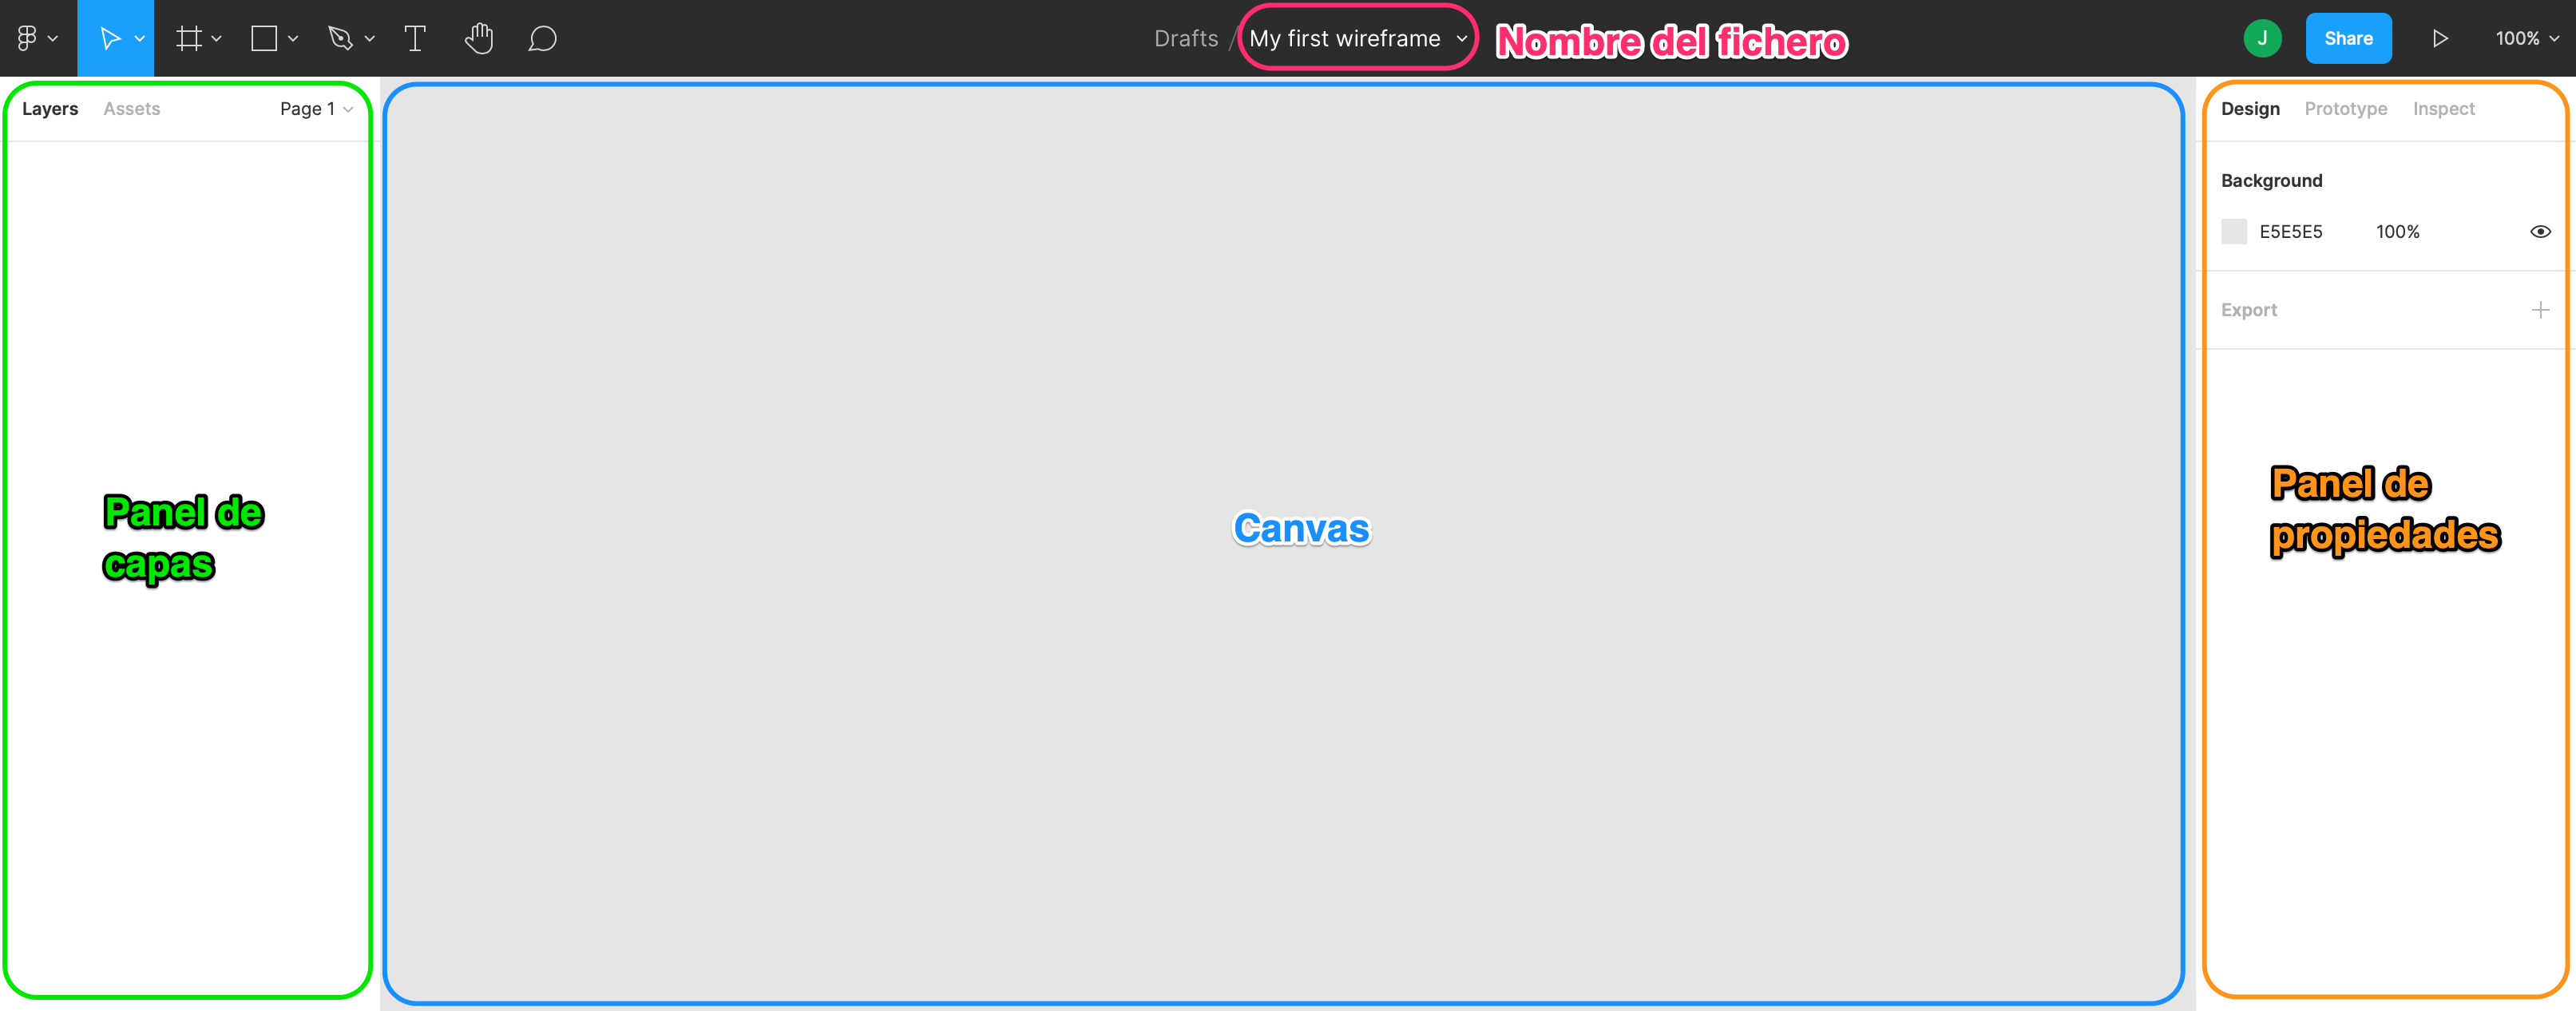 Drafts / My first wireframe
Nombre del fichero
J
Share
100%
Layers Assets Page 1
Panel de
capas
Canvas
Design Prototype Inspect
Background
E5E5E5 100%
Export
Panel de
propiedades